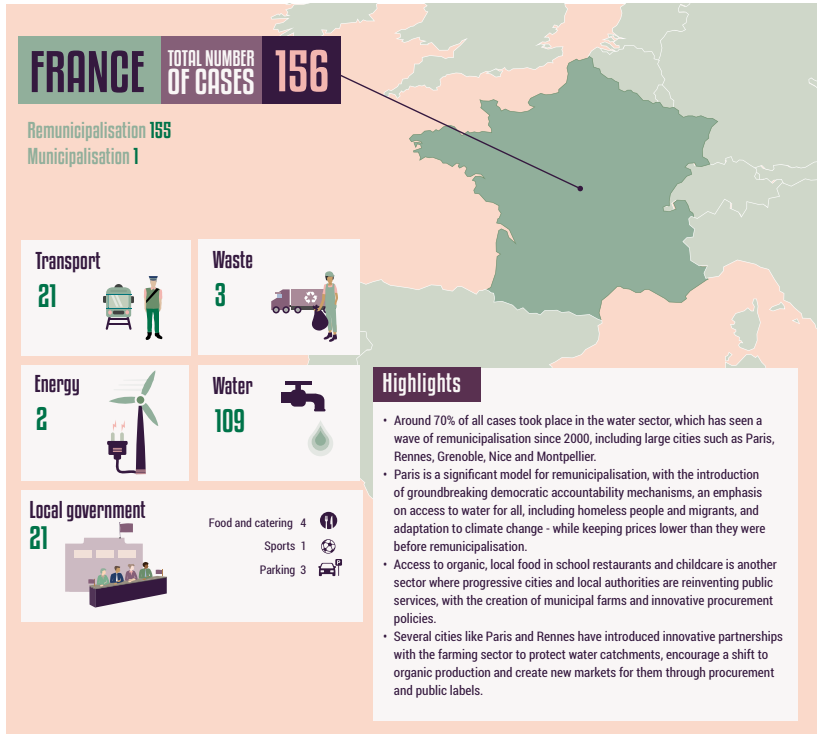 FRANCE
TOTAL NUMBER
OF CASES
156
Remunicipalisation 155
Municipalisation 1
Transport
21
Waste
3
Energy
2
Water
109
Local government
21
Food and catering 4
Sports 1
Parking 3
P
Highlights
• Around 70% of all cases took place in the water sector, which has seen a
wave of remunicipalisation since 2000, including large cities such as Paris,
Rennes, Grenoble, Nice and Montpellier.
• Paris is a significant model for remunicipalisation, with the introduction
of groundbreaking democratic accountability mechanisms, an emphasis
on access to water for all, including homeless people and migrants, and
adaptation to climate change - while keeping prices lower than they were
before remunicipalisation.
• Access to organic, local food in school restaurants and childcare is another
sector where progressive cities and local authorities are reinventing public
services, with the creation of municipal farms and innovative procurement
policies.
• Several cities like Paris and Rennes have introduced innovative partnerships
with the farming sector to protect water catchments, encourage a shift to
organic production and create new markets for them through procurement
and public labels.